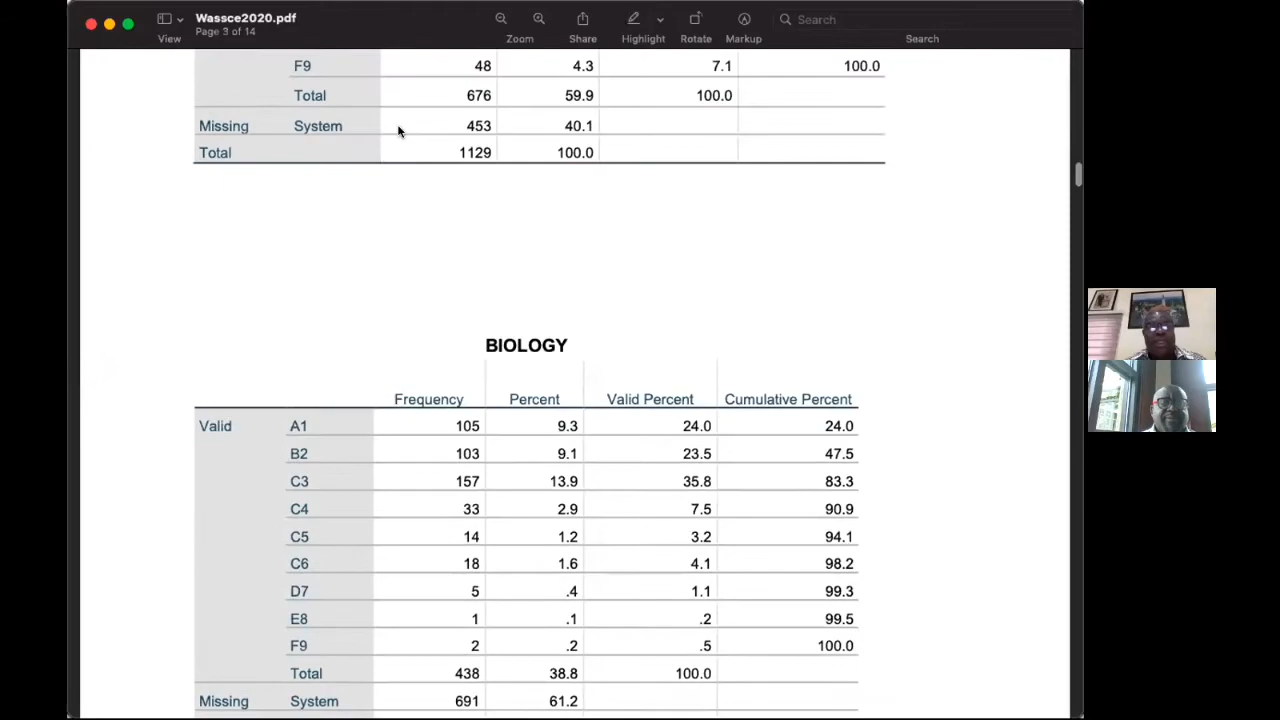 Wassce2020.pdf
Page 3 of 14
View
Zoom
Share
Highlight
Rotate
Markup
Search
Search
F9 48 4.3 7.1 100.0
Total 676 59.9 100.0
Missing System 453 40.1
Total 1129 100.0
BIOLOGY
Frequency Percent Valid Percent Cumulative Percent
Valid A1 105 9.3 24.0 24.0
B2 103 9.1 23.5 47.5
C3 157 13.9 35.8 83.3
C4 33 2.9 7.5 90.9
C5 14 1.2 3.2 94.1
C6 18 1.6 4.1 98.2
D7 5 .4 1.1 99.3
E8 1 .1 .2 99.5
F9 2 .2 .5 100.0
Total 438 38.8 100.0
Missing System 691 61.2